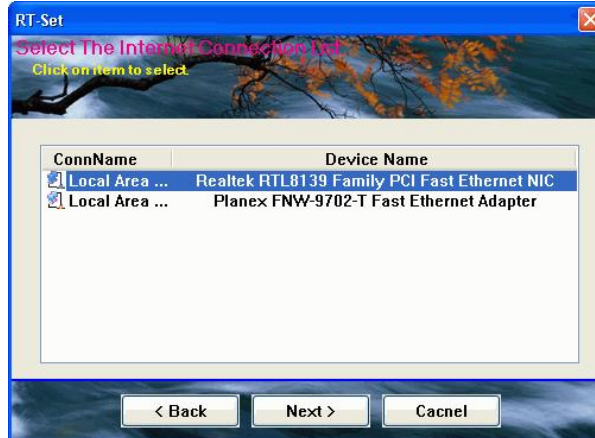 RT-Set
Select The Internet Connection List.
Click on item to select.
ConnName Device Name
Local Area ... Realtek RTL8139 Family PCI Fast Ethernet NIC
Local Area ... Planex FNW-9702-T Fast Ethernet Adapter
< Back Next > Cacnel